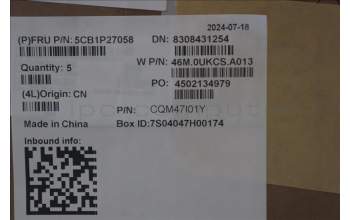 2024-07-18
(P)FRU P/N: 5CB1P27058 DN: 8308431254
Quantity: 5 W P/N: 46M.0UKCS.A013
PO: 4502134979
(4L)Origin: CN
P/N: CQM47I01Y
Made in China Box ID:7S04047H00174
Inbound info: